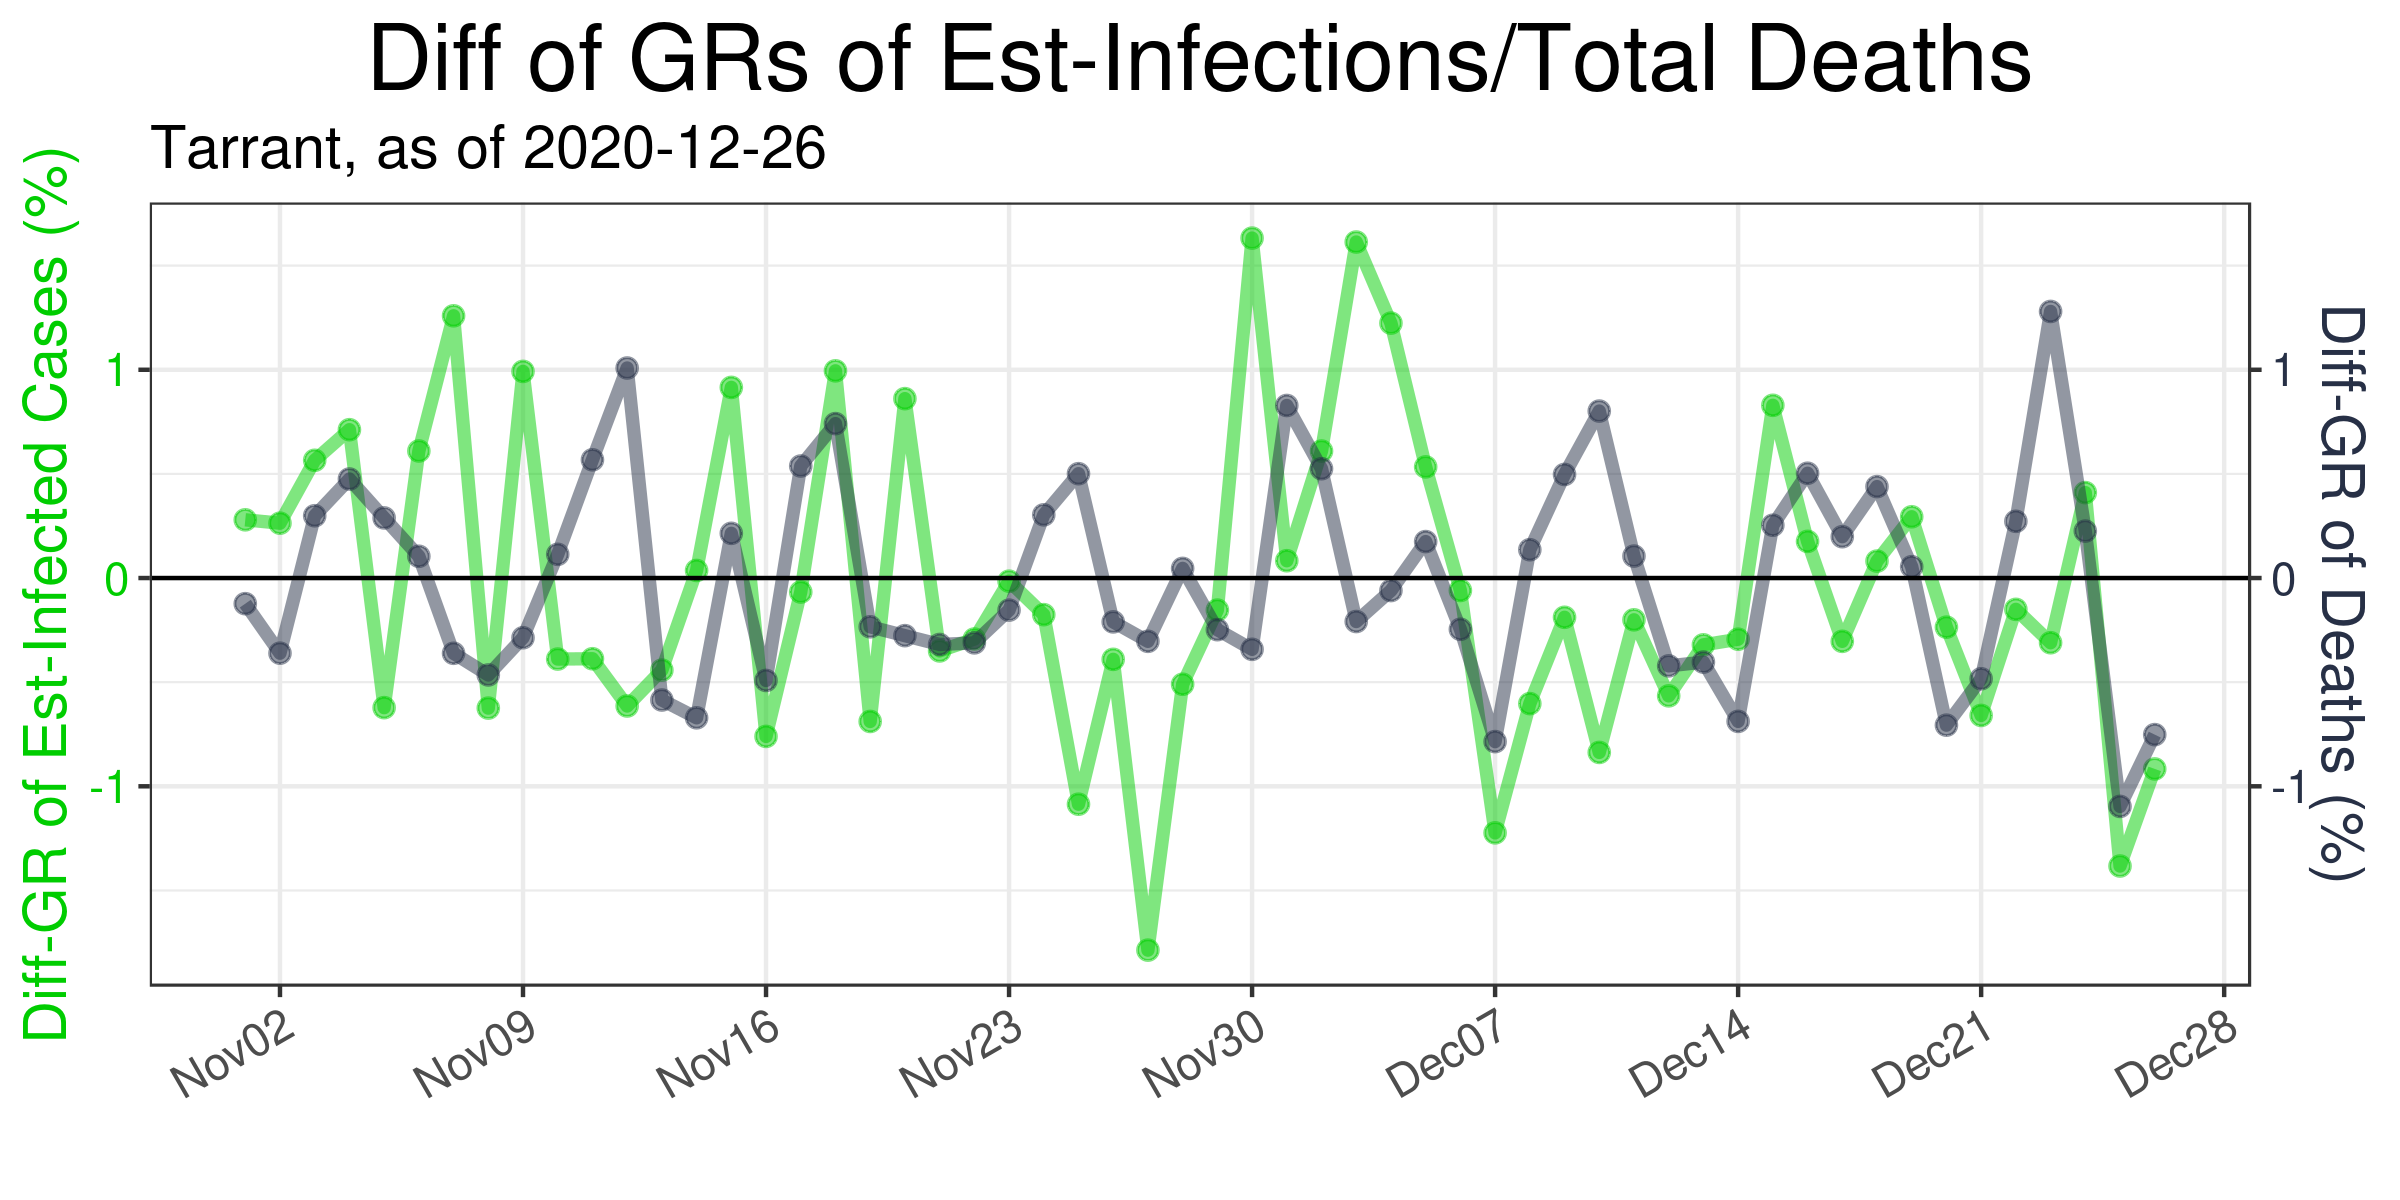 Diff of GRs of Est-Infections/Total Deaths
Tarrant, as of 2020-12-26
Diff-GR of Est-Infected Cases (%)
1
0
-1
1
0
-1
Diff-GR of Deaths (%)
Nov02
Nov09
Nov16
Nov23
Nov30
Dec07
Dec14
Dec21
Dec28